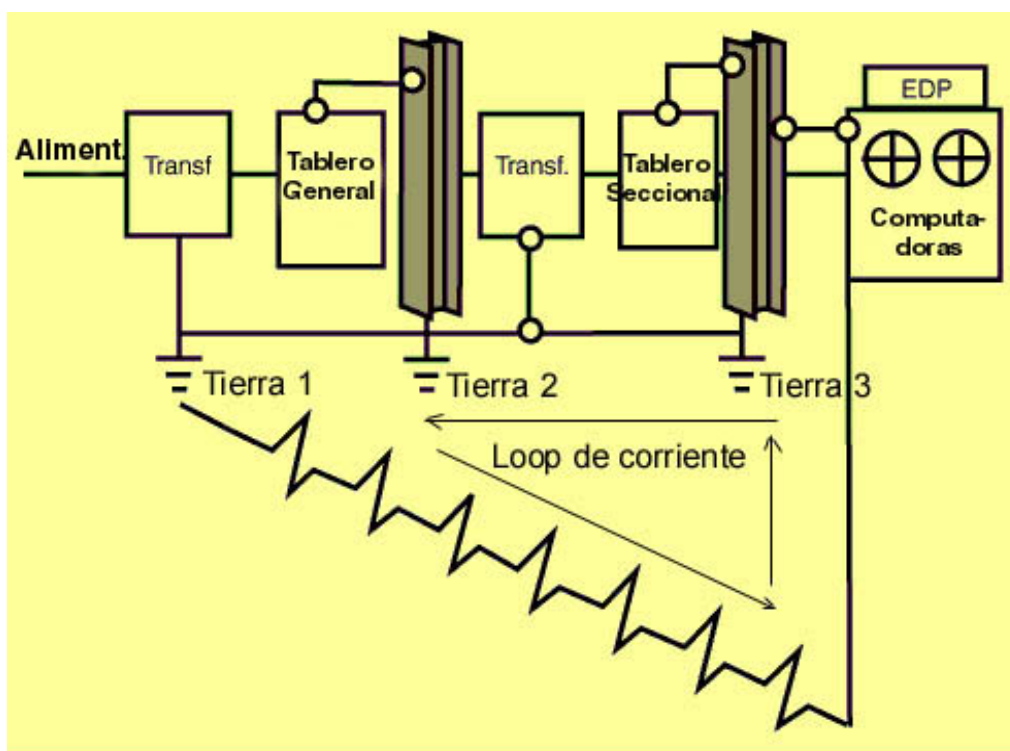 Aliment.
Transf
Tablero
General
Transf.
Tablero
Seccional
EDP
Computa-
doras
Tierra 1
Tierra 2
Tierra 3
Loop de corriente